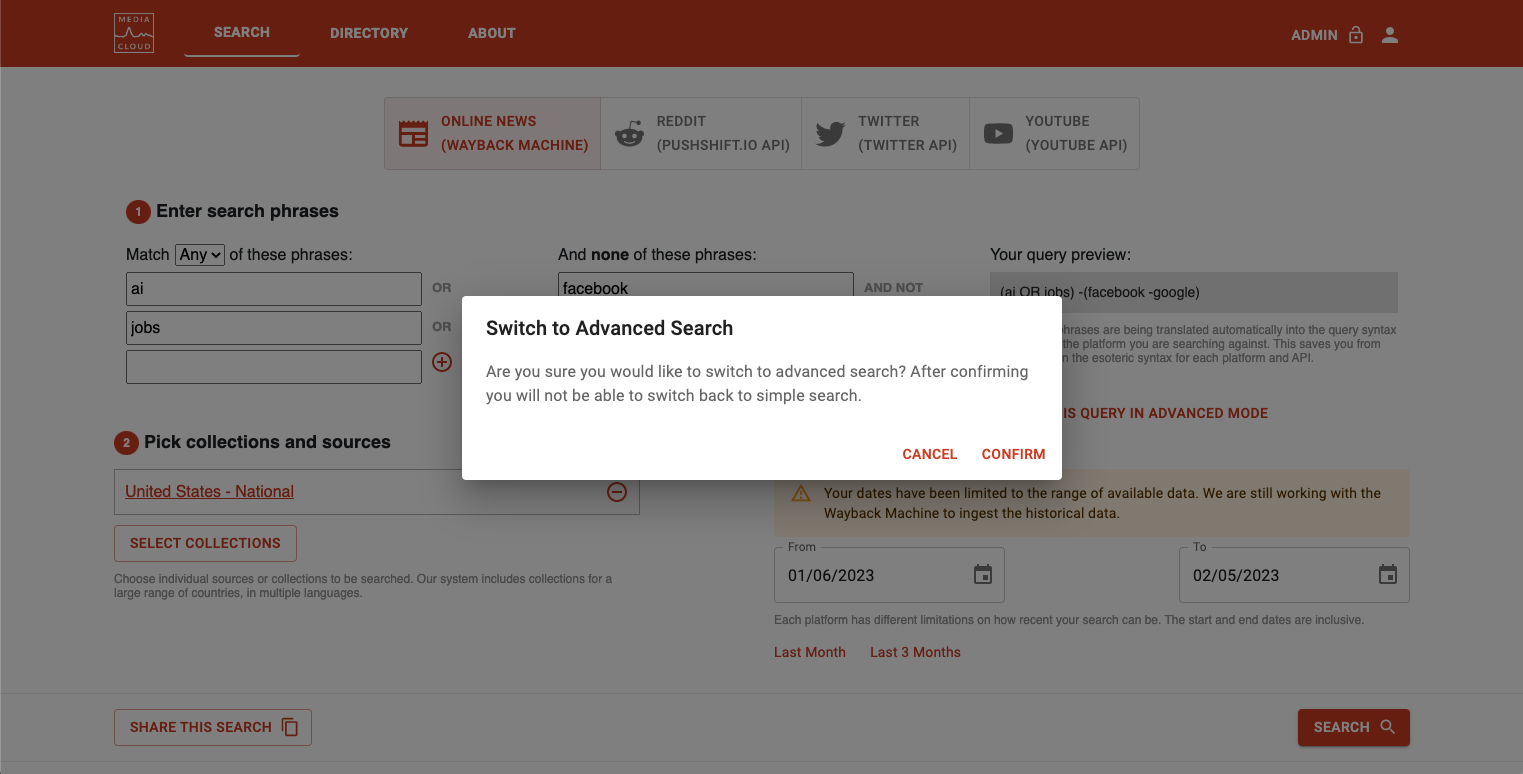 MEDIA
CLOUD
SEARCH
DIRECTORY
ABOUT
ADMIN
ONLINE NEWS
(WAYBACK MACHINE)
REDDIT
(PUSHSHIFT.IO API)
TWITTER
(TWITTER API)
YOUTUBE
(YOUTUBE API)
1 Enter search phrases
Match Any of these phrases:
ai
OR
jobs
OR
And none of these phrases:
facebook
AND NOT
Your query preview:
(ai OR jobs) -(facebook -google)
phrases are being translated automatically into the query syntax
the platform you are searching against. This saves you from
the esoteric syntax for each platform and API.
QUERY IN ADVANCED MODE
Switch to Advanced Search
Are you sure you would like to switch to advanced search? After confirming
you will not be able to switch back to simple search.
CANCEL
CONFIRM
2 Pick collections and sources
United States - National
SELECT COLLECTIONS
Choose individual sources or collections to be searched. Our system includes collections for a
large range of countries, in multiple languages.
Your dates have been limited to the range of available data. We are still working with the
Wayback Machine to ingest the historical data.
From
01/06/2023
To
02/05/2023
Each platform has different limitations on how recent your search can be. The start and end dates are inclusive.
Last Month
Last 3 Months
SHARE THIS SEARCH
SEARCH